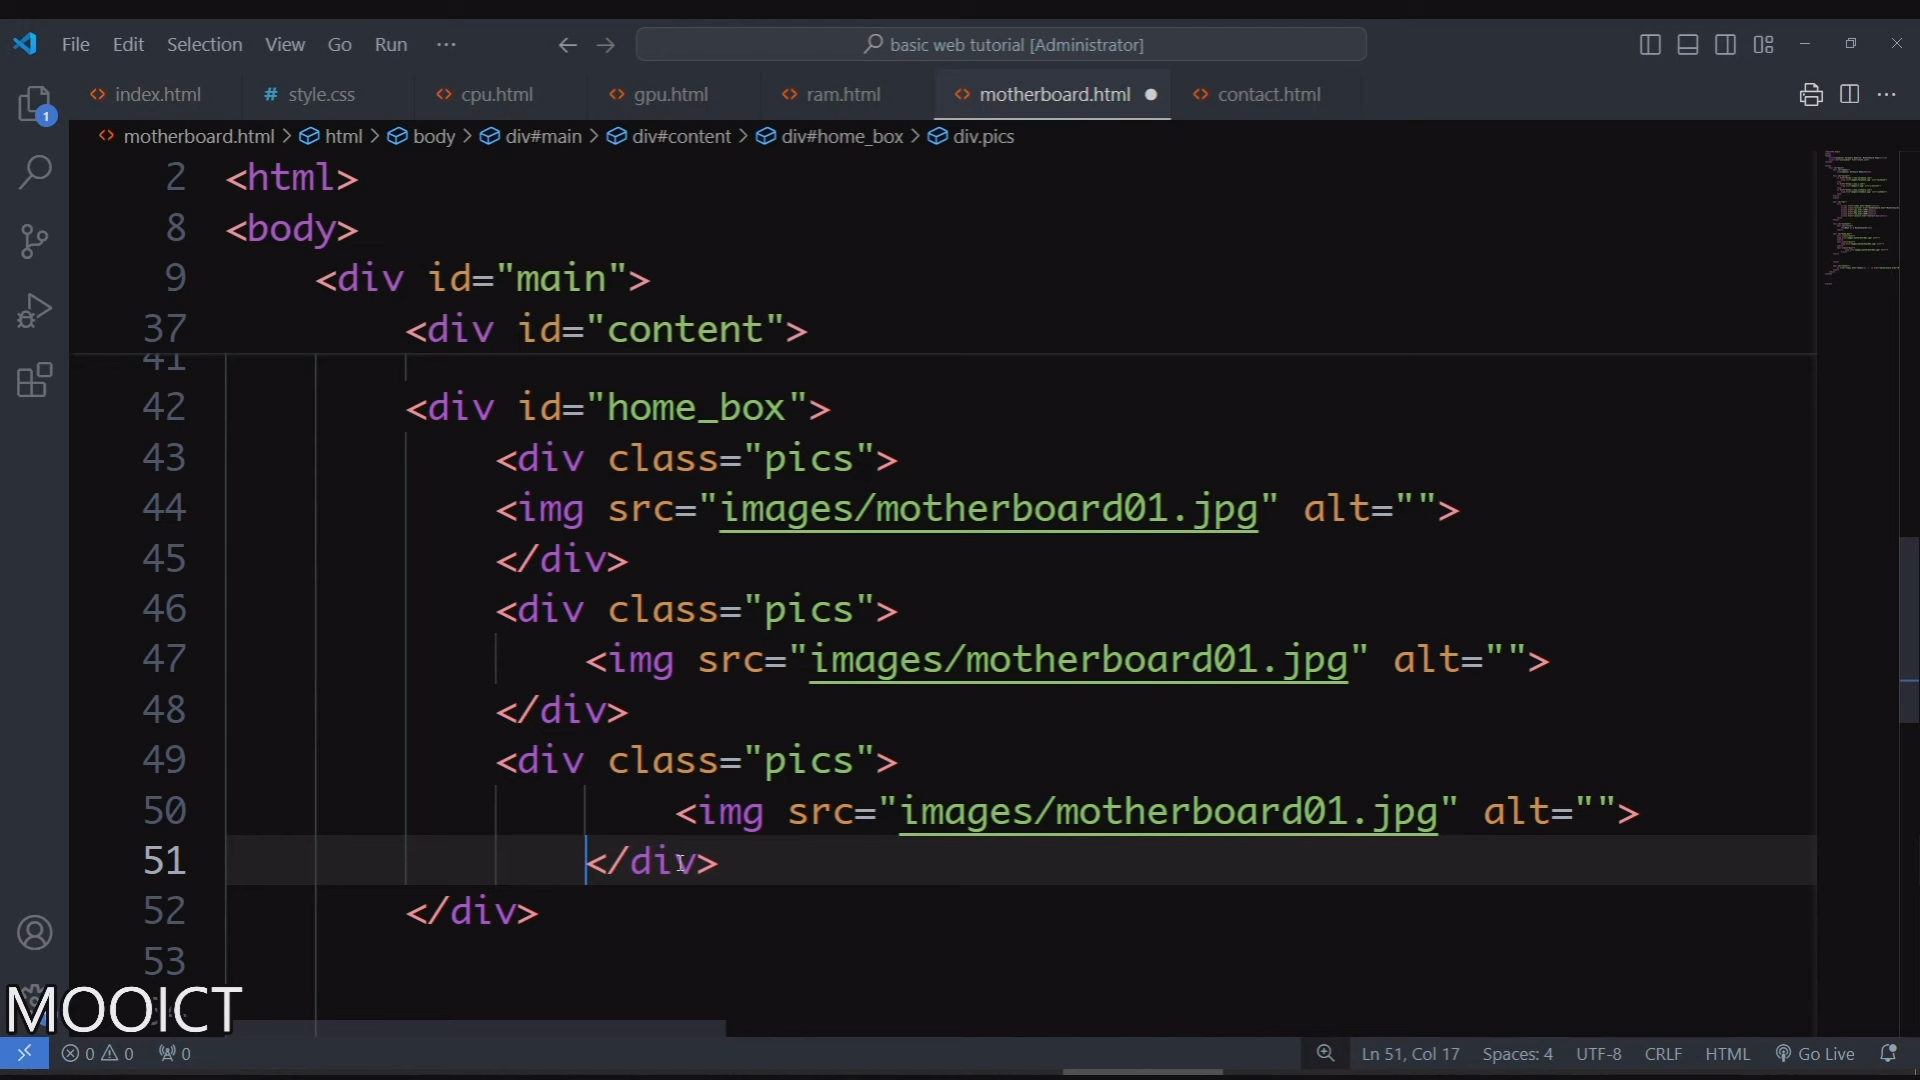 File Edit Selection View Go Run ···
basic web tutorial [Administrator]
1
index.html # style.css cpu.html gpu.html ram.html motherboard.html contact.html
motherboard.html > html > body > div#main > div#content > div#home_box > div.pics
2 <html>
8 <body>
9 <div id="main">
37 <div id="content">
41
42 <div id="home_box">
43 <div class="pics">
44 <img src="images/motherboard01.jpg" alt="">
45 </div>
46 <div class="pics">
47 <img src="images/motherboard01.jpg" alt="">
48 </div>
49 <div class="pics">
50 <img src="images/motherboard01.jpg" alt="">
51 </div>
52 </div>
53
MOOICT
0 0 0 Ln 51, Col 17 Spaces: 4 UTF-8 CRLF HTML Go Live